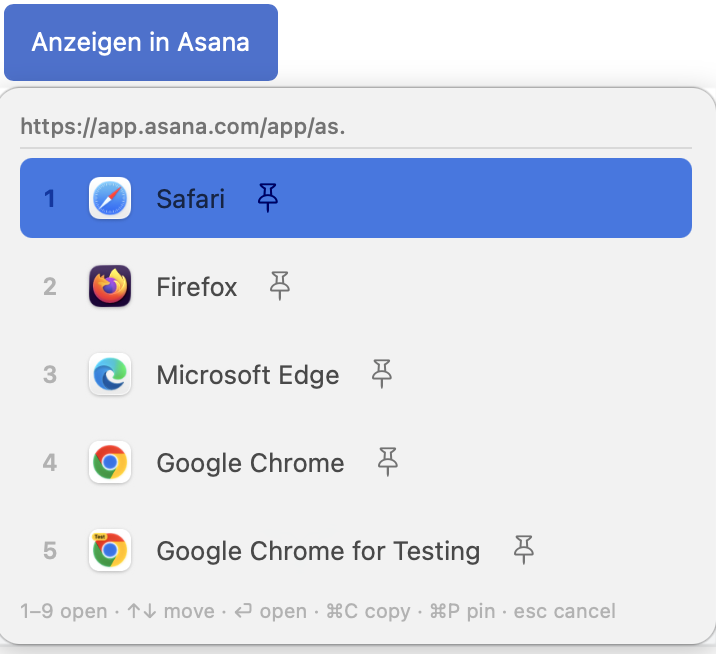 Anzeigen in Asana
https://app.asana.com/app/as.
1 Safari
2 Firefox
3 Microsoft Edge
4 Google Chrome
Test
5 Google Chrome for Testing
1–9 open · ↑↓ move · ↵ open · ⌘C copy · ⌘P pin · esc cancel